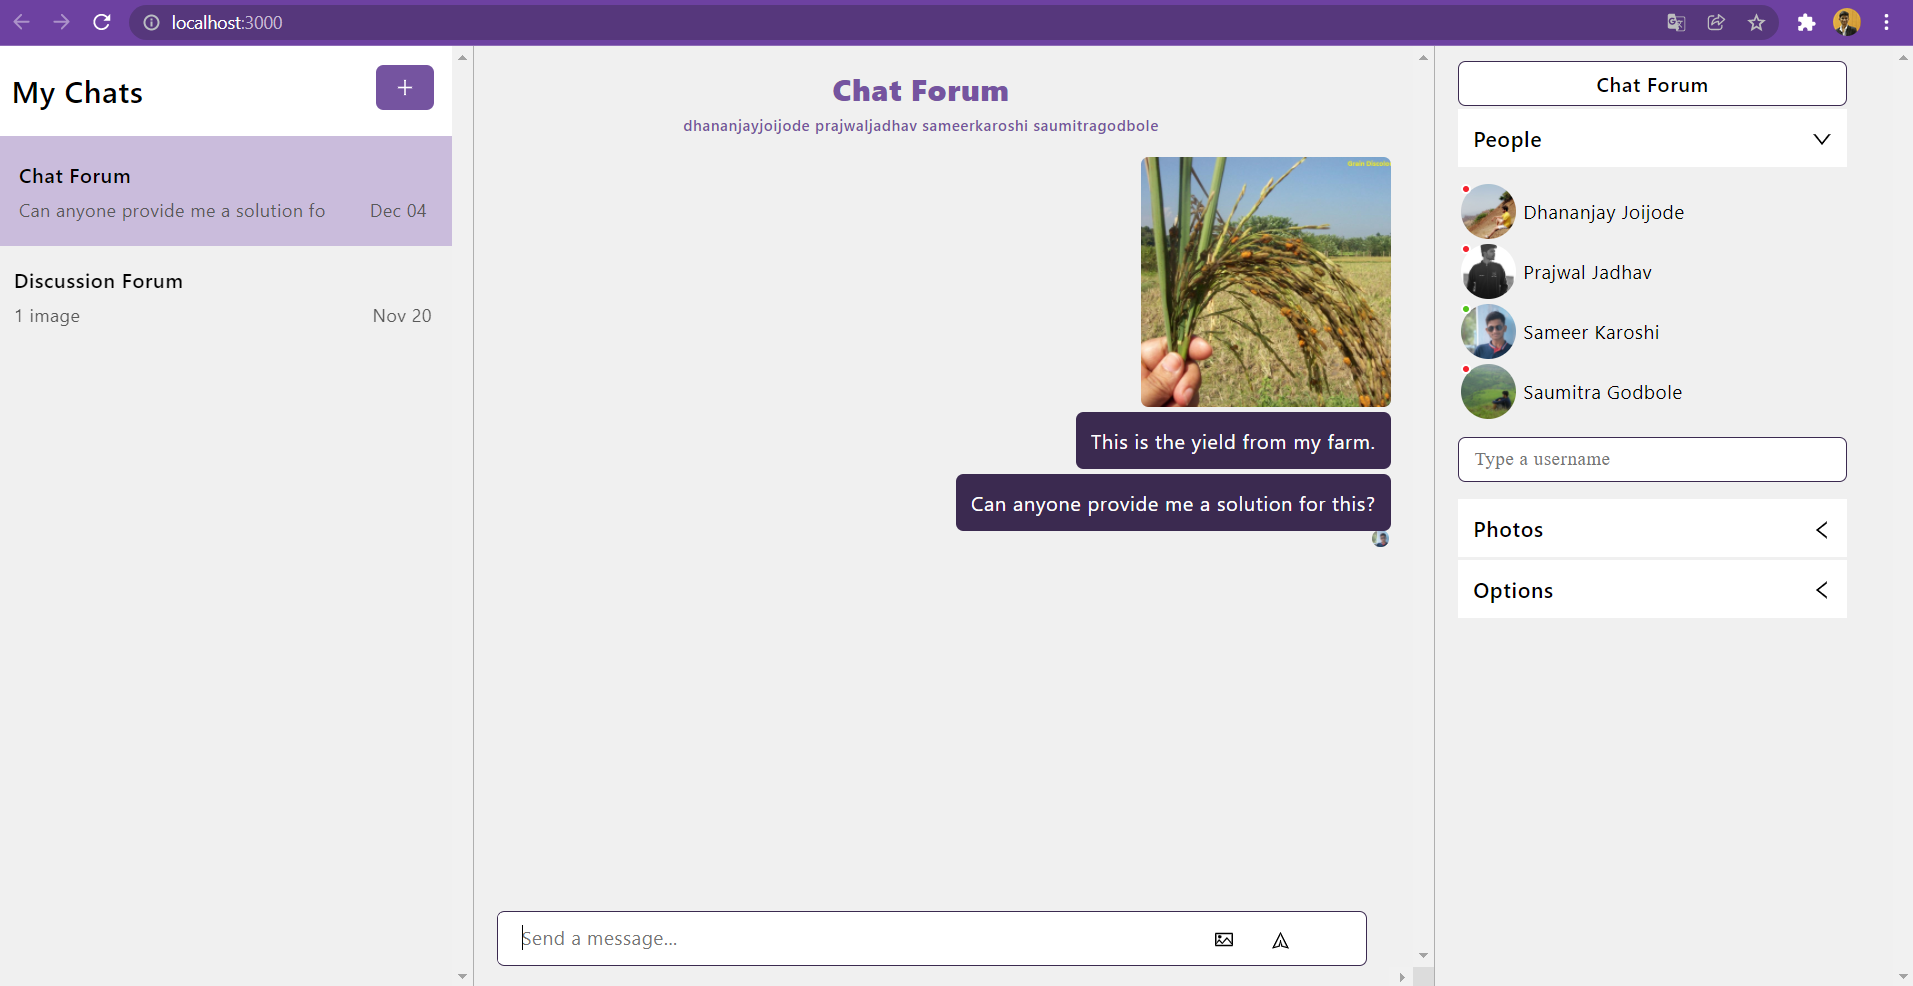 localhost:3000
My Chats
+
Chat Forum
Can anyone provide me a solution fo
Dec 04
Discussion Forum
1 image
Nov 20
Chat Forum
dhananjayjoijode prajwaljadhav sameerkaroshi saumitragodbole
This is the yield from my farm.
Can anyone provide me a solution for this?
Send a message...
Chat Forum
People
Dhananjay Joijode
Prajwal Jadhav
Sameer Karoshi
Saumitra Godbole
Type a username
Photos
Options